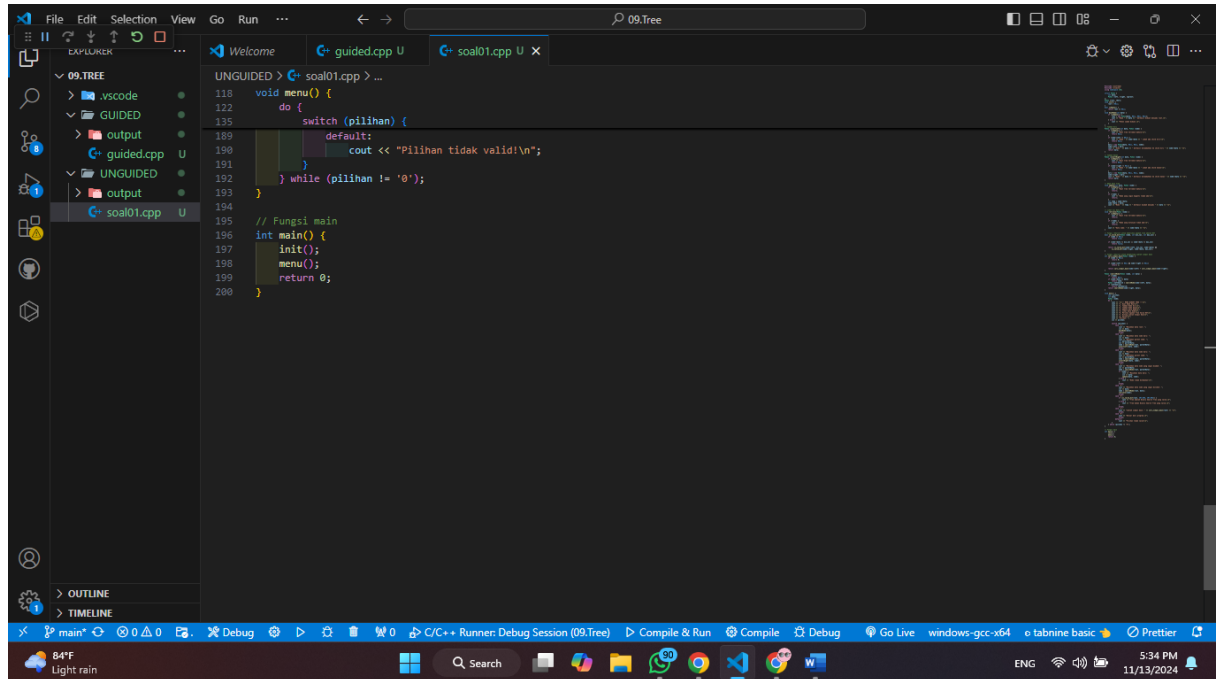 File Edit Selection View Go Run ··· 09.Tree
EXPLORER ··· Welcome guided.cpp U soal01.cpp U
09.TREE
.vscode
GUIDED
output
guided.cpp U
UNGUIDED
output
soal01.cpp U
OUTLINE
TIMELINE
UNGUIDED > soal01.cpp > ...
118 void menu() {
122 do {
135 switch (pilihan) {
189 default:
190 cout << "Pilihan tidak valid!\n";
191 }
192 } while (pilihan != '0');
193 }
194
195 // Fungsi main
196 int main() {
197 init();
198 menu();
199 return 0;
200 }
8
1
1
main* 0 0 Debug 0 C/C++ Runner: Debug Session (09.Tree) Compile & Run Compile Debug Go Live windows-gcc-x64 tabnine basic Prettier
84°F
Light rain
Search
90
ENG
5:34 PM
11/13/2024